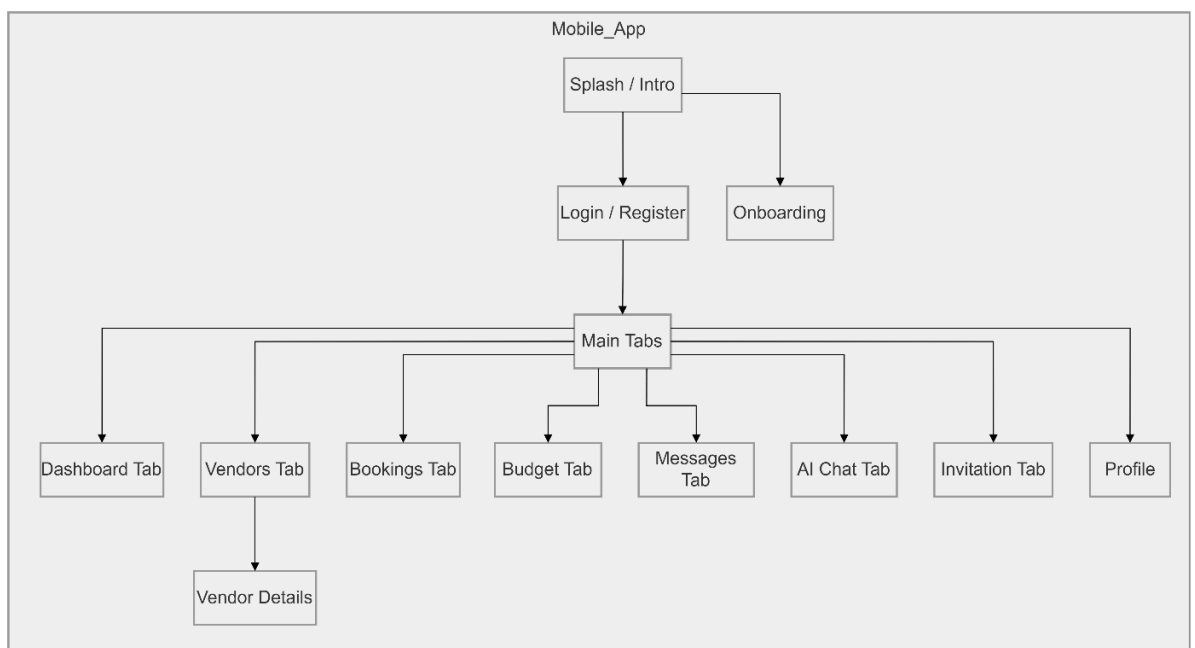 Mobile_App
Splash / Intro
Login / Register
Onboarding
Main Tabs
Dashboard Tab
Vendors Tab
Bookings Tab
Budget Tab
Messages
Tab
AI Chat Tab
Invitation Tab
Profile
Vendor Details